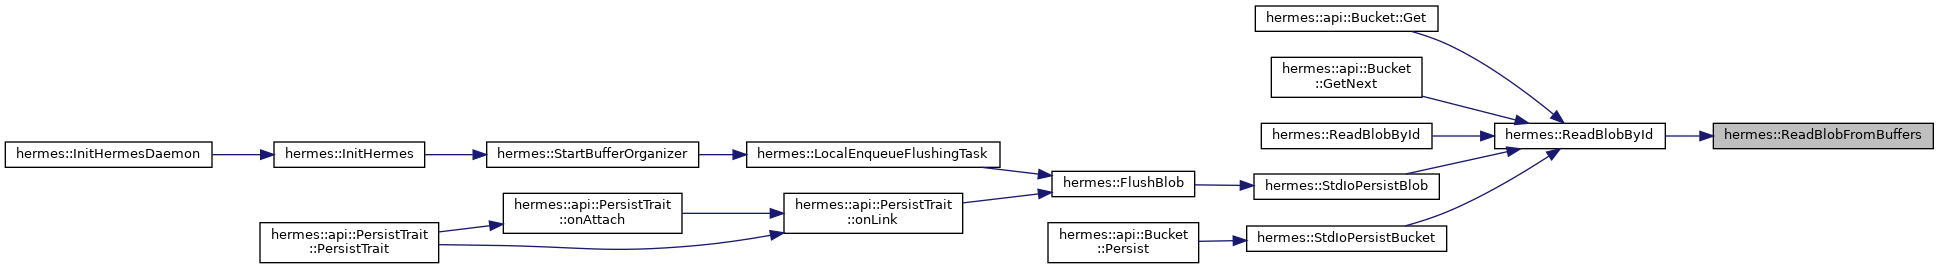 hermes::api::Bucket::Get
hermes::api::Bucket
::GetNext
hermes::InitHermesDaemon
hermes::InitHermes
hermes::StartBufferOrganizer
hermes::LocalEnqueueFlushingTask
hermes::ReadBlobById
hermes::ReadBlobById
hermes::ReadBlobFromBuffers
hermes::FlushBlob
hermes::StdIoPersistBlob
hermes::api::PersistTrait
::onAttach
hermes::api::PersistTrait
::onLink
hermes::api::PersistTrait
::PersistTrait
hermes::api::Bucket
::Persist
hermes::StdIoPersistBucket